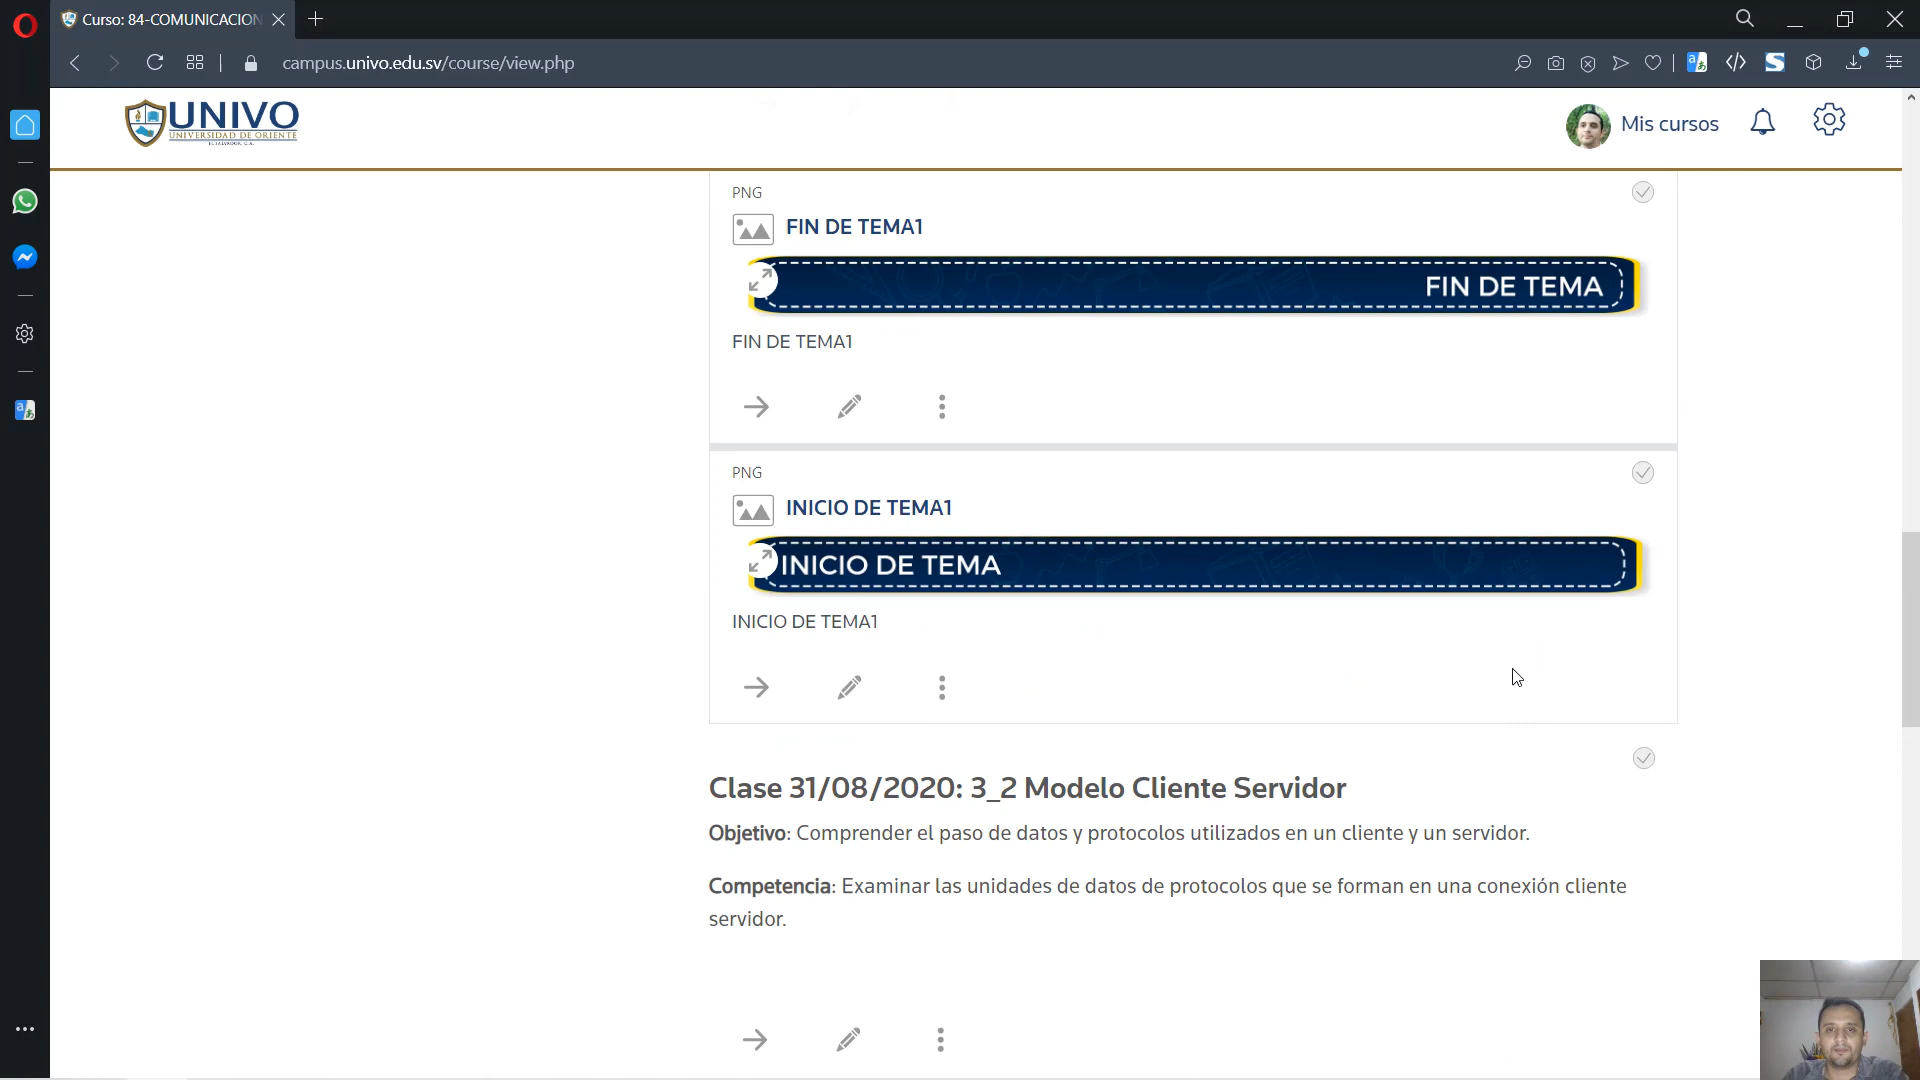 Curso: 84-COMUNICACION
campus.univo.edu.sv/course/view.php
UNIVO
UNIVERSIDAD DE ORIENTE
EL SALVADOR, C.A.
Mis cursos
PNG
FIN DE TEMA1
FIN DE TEMA
FIN DE TEMA1
PNG
INICIO DE TEMA1
INICIO DE TEMA
INICIO DE TEMA1
Clase 31/08/2020: 3_2 Modelo Cliente Servidor
Objetivo: Comprender el paso de datos y protocolos utilizados en un cliente y un servidor.
Competencia: Examinar las unidades de datos de protocolos que se forman en una conexión cliente
servidor.